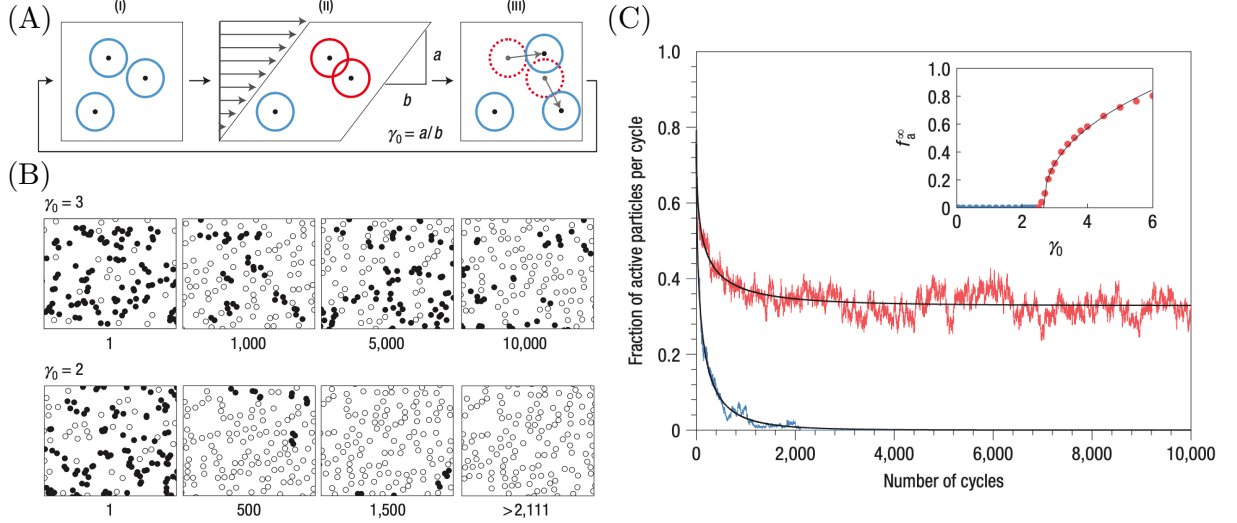 (A)
(i)
(ii)
(iii)
a
b
γ₀ = a/b
(B)
γ₀ = 3
1
1,000
5,000
10,000
γ₀ = 2
1
500
1,500
>2,111
(C)
Fraction of active particles per cycle
1.0
0.8
0.6
0.4
0.2
0
0
2,000
4,000
6,000
8,000
10,000
Number of cycles
fₐ^∞
1.0
0.8
0.6
0.4
0.2
0
0
2
4
6
γ₀